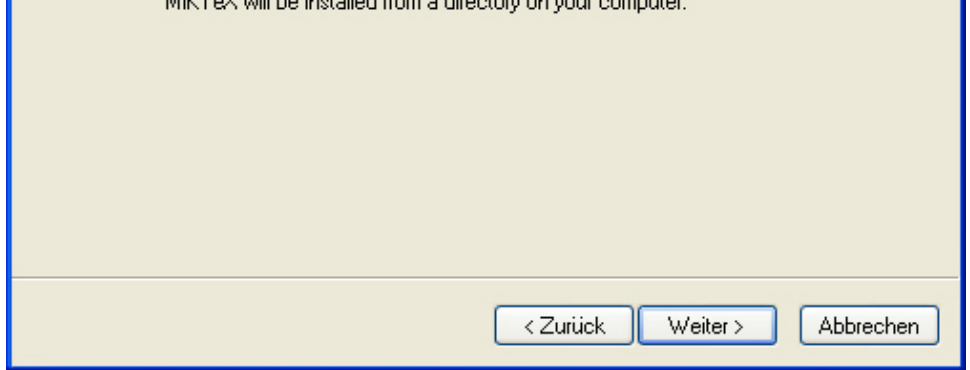 MiKTeX will be installed from a directory on your computer.
< Zurück Weiter > Abbrechen